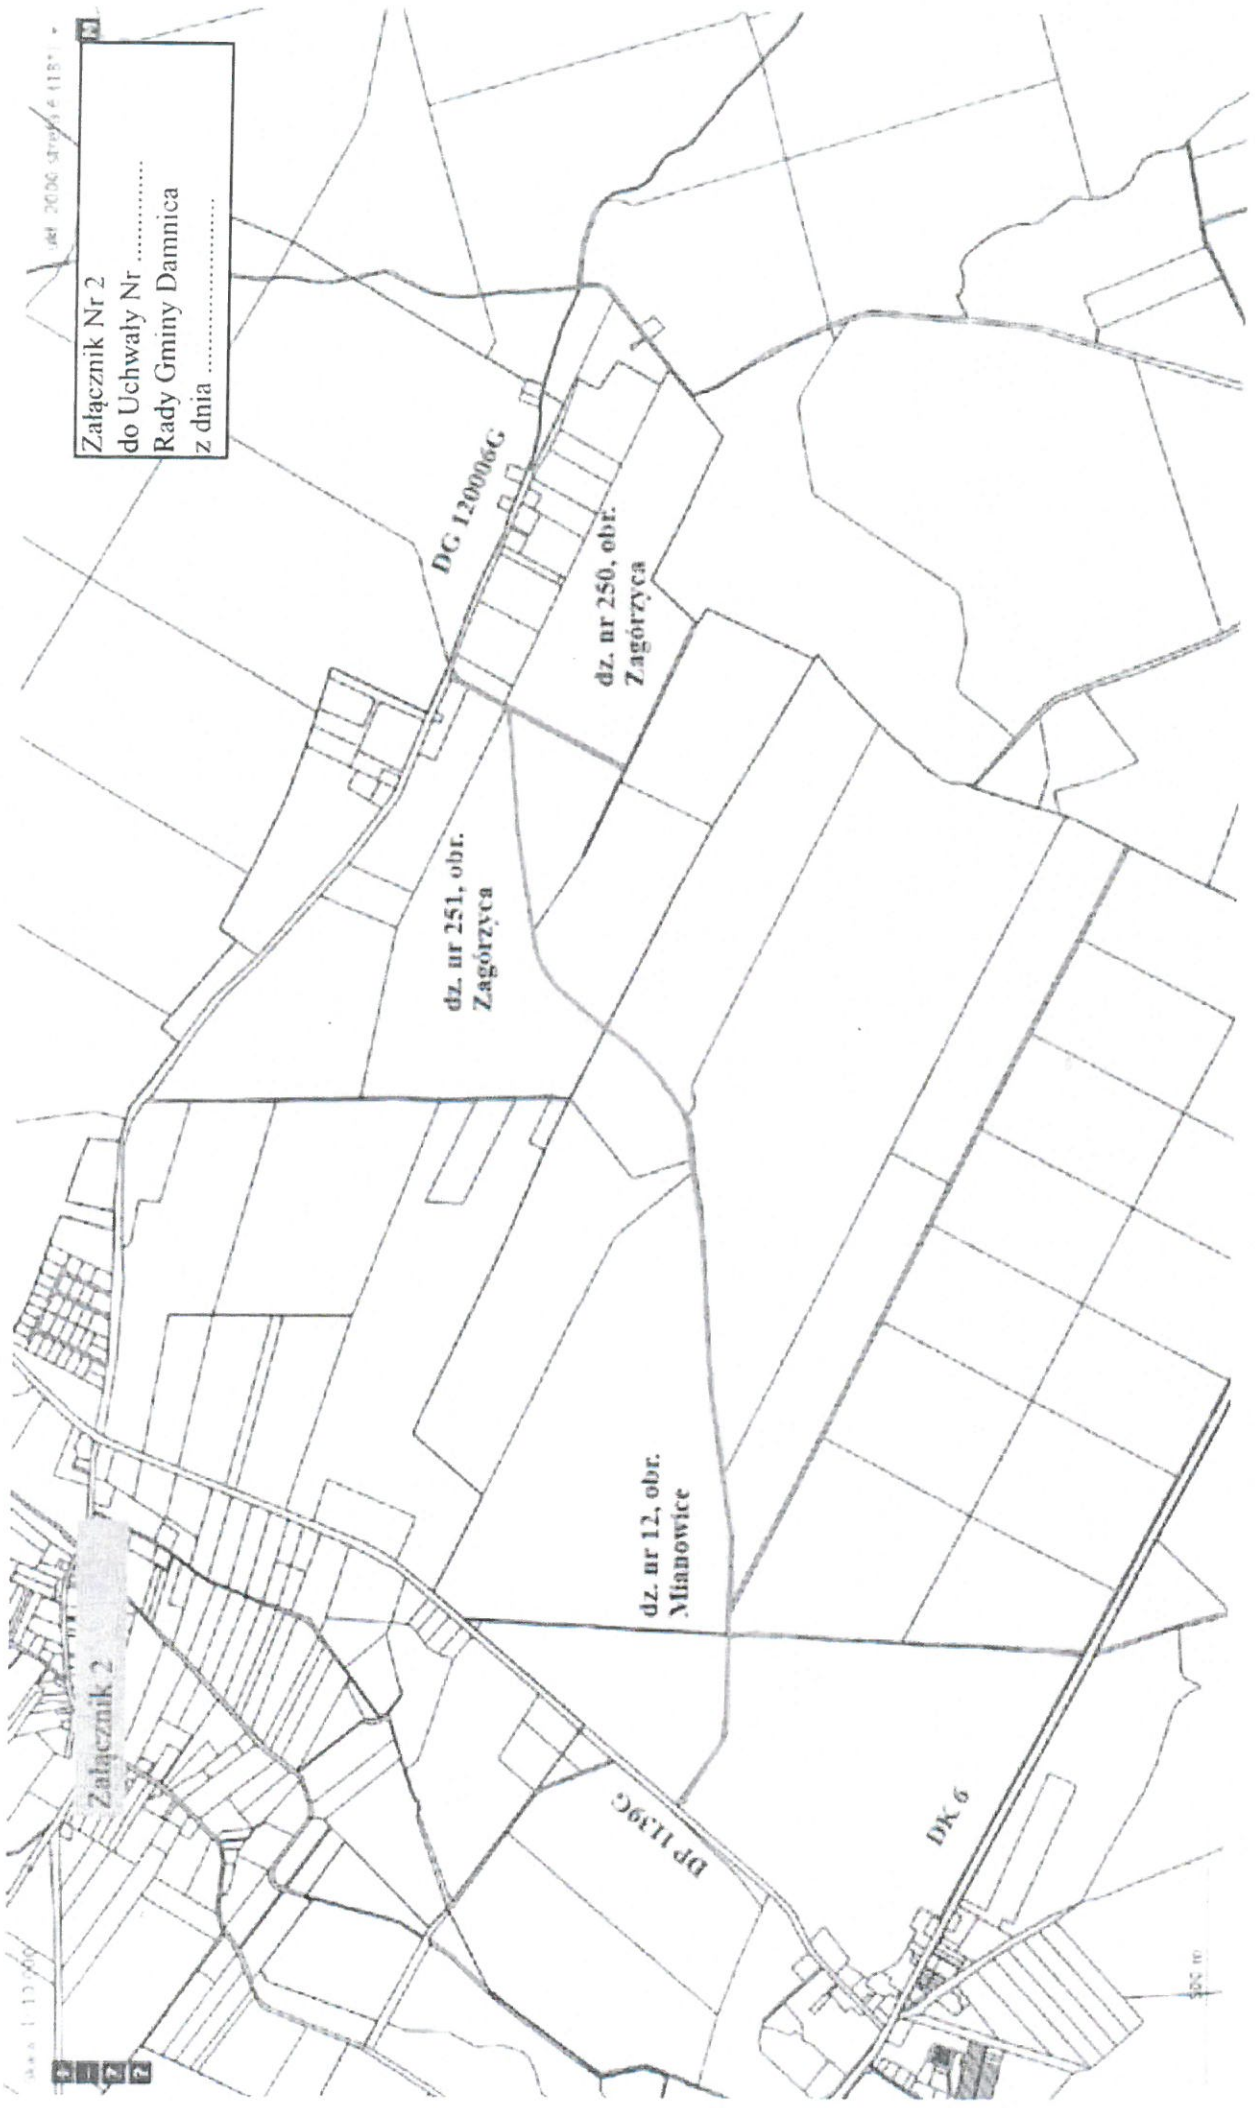 Załącznik Nr 2
do Uchwały Nr ................
Rady Gminy Damnica
z dnia ..........................
Załącznik 2
DG 120006G
dz. nr 250, obr.
Zagórzyca
dz. nr 251, obr.
Zagórzyca
dz. nr 12, obr.
Mianowice
DP 1139G
DK 6
500 m